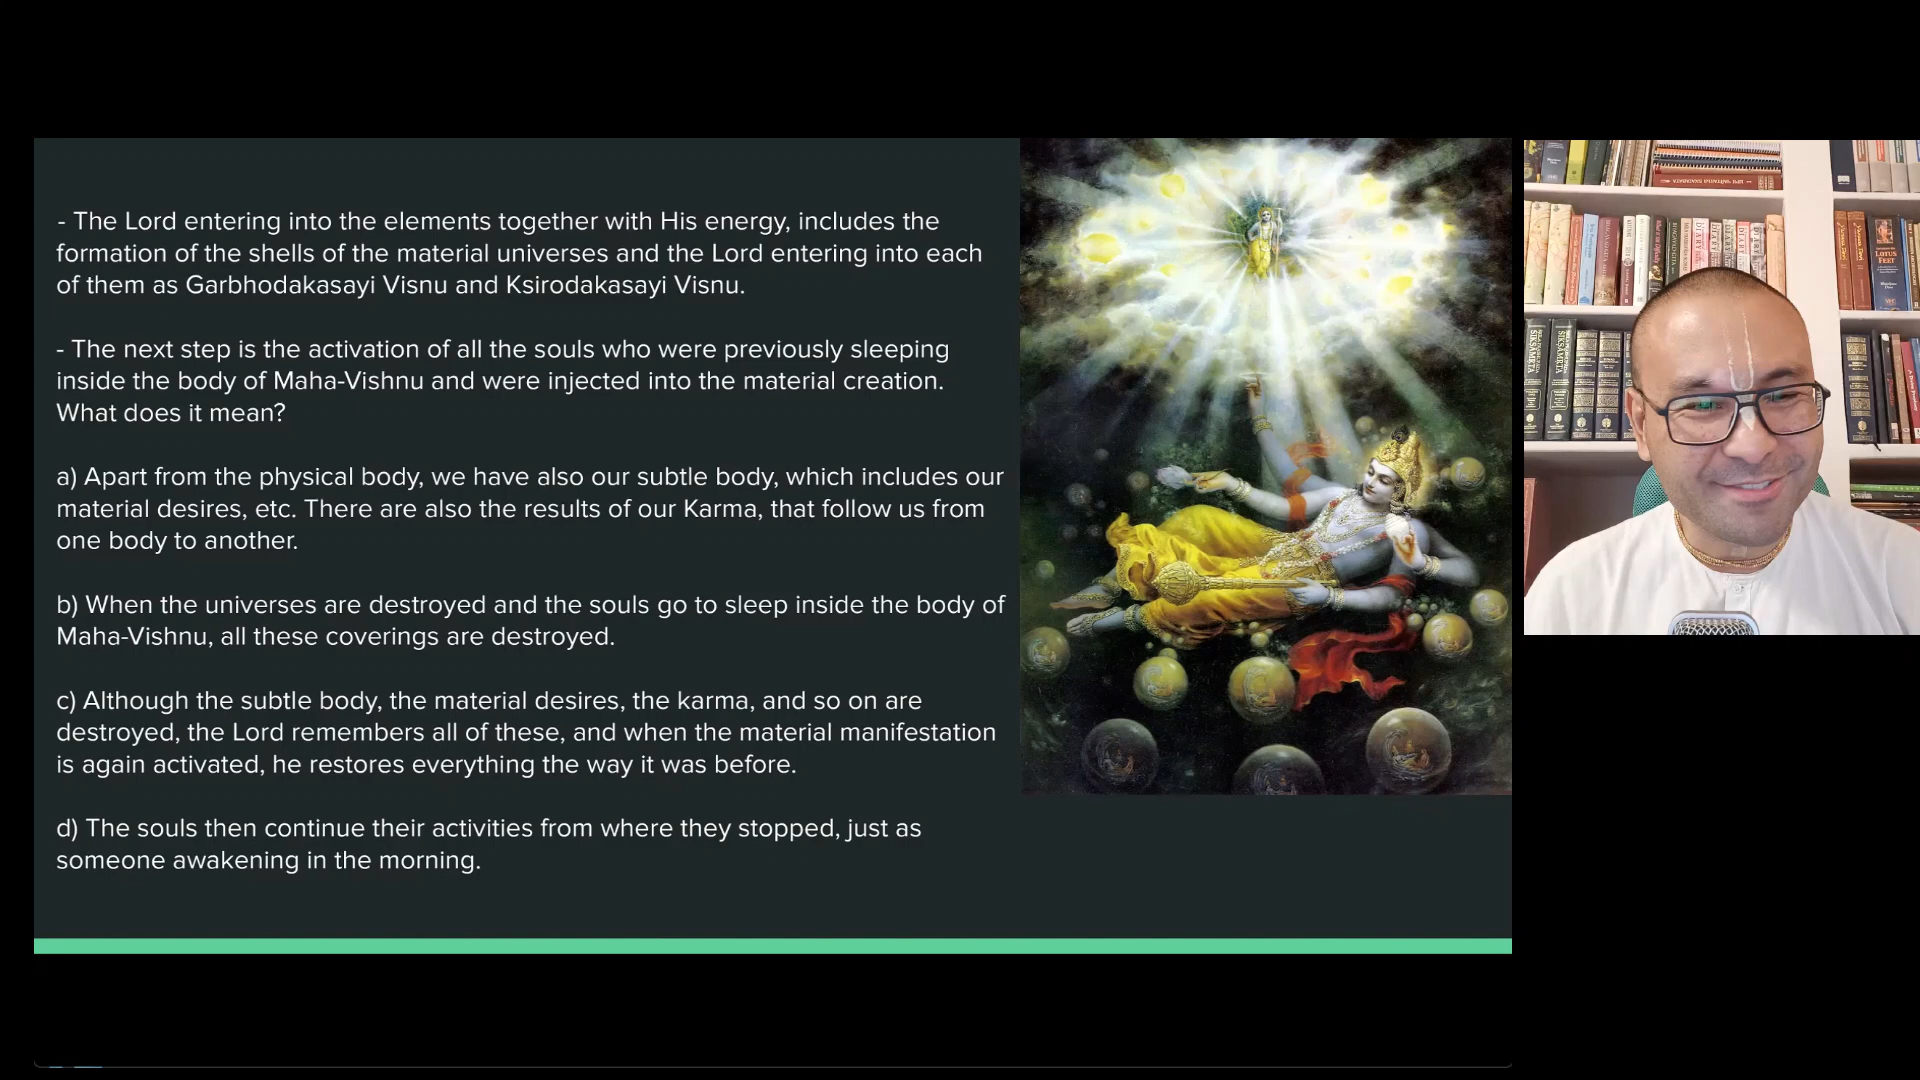 - The Lord entering into the elements together with His energy, includes the
formation of the shells of the material universes and the Lord entering into each
of them as Garbhodakasayi Visnu and Ksirodakasayi Visnu.
- The next step is the activation of all the souls who were previously sleeping
inside the body of Maha-Vishnu and were injected into the material creation.
What does it mean?
a) Apart from the physical body, we have also our subtle body, which includes our
material desires, etc. There are also the results of our Karma, that follow us from
one body to another.
b) When the universes are destroyed and the souls go to sleep inside the body of
Maha-Vishnu, all these coverings are destroyed.
c) Although the subtle body, the material desires, the karma, and so on are
destroyed, the Lord remembers all of these, and when the material manifestation
is again activated, he restores everything the way it was before.
d) The souls then continue their activities from where they stopped, just as
someone awakening in the morning.
LOTUS
FEET